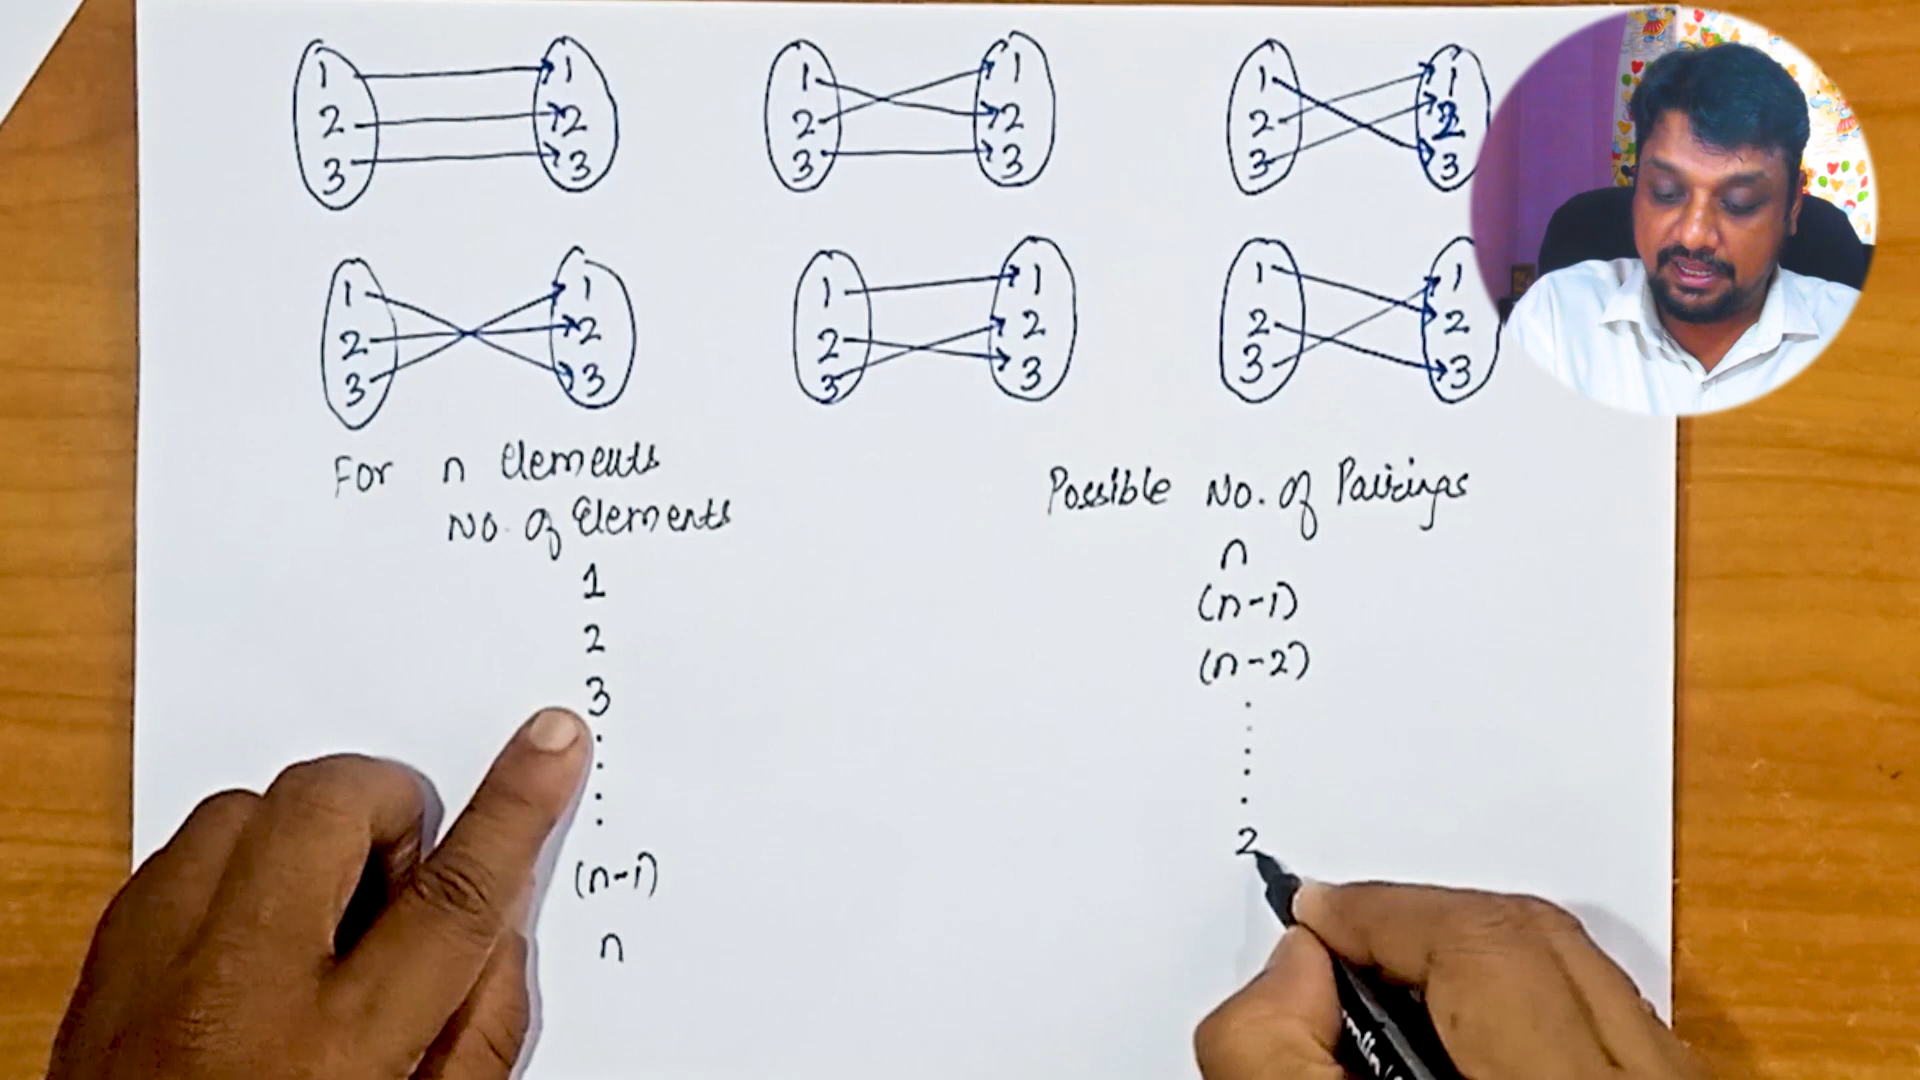 1 1 1 1 1 1
2 2 2 2 2 2
3 3 3 3 3 3
1 1 1 1 1 1
2 2 2 2 2 2
3 3 3 3 3 3
For n Elements
No. of Elements Possible No. of Pairings
1 n
2 (n-1)
3 (n-2)
(n-1) 2
n